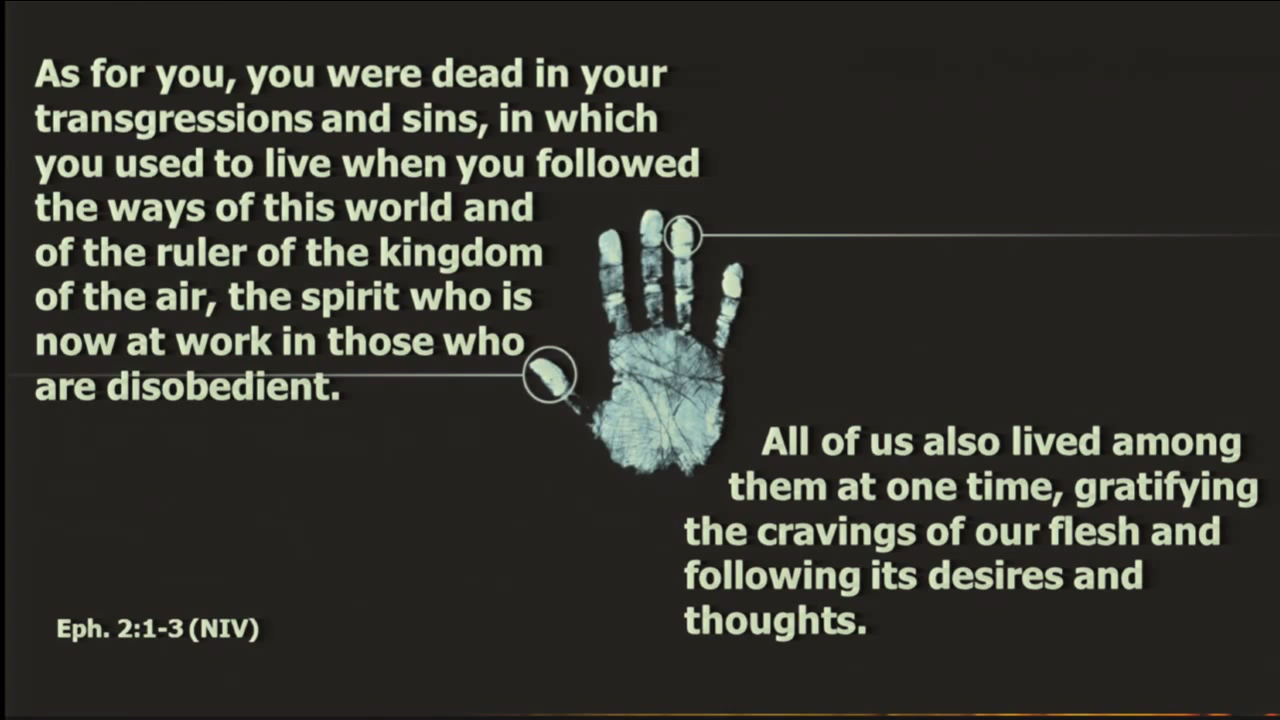 As for you, you were dead in your
transgressions and sins, in which
you used to live when you followed
the ways of this world and
of the ruler of the kingdom
of the air, the spirit who is
now at work in those who
are disobedient.
All of us also lived among
them at one time, gratifying
the cravings of our flesh and
following its desires and
thoughts.
Eph. 2:1-3 (NIV)